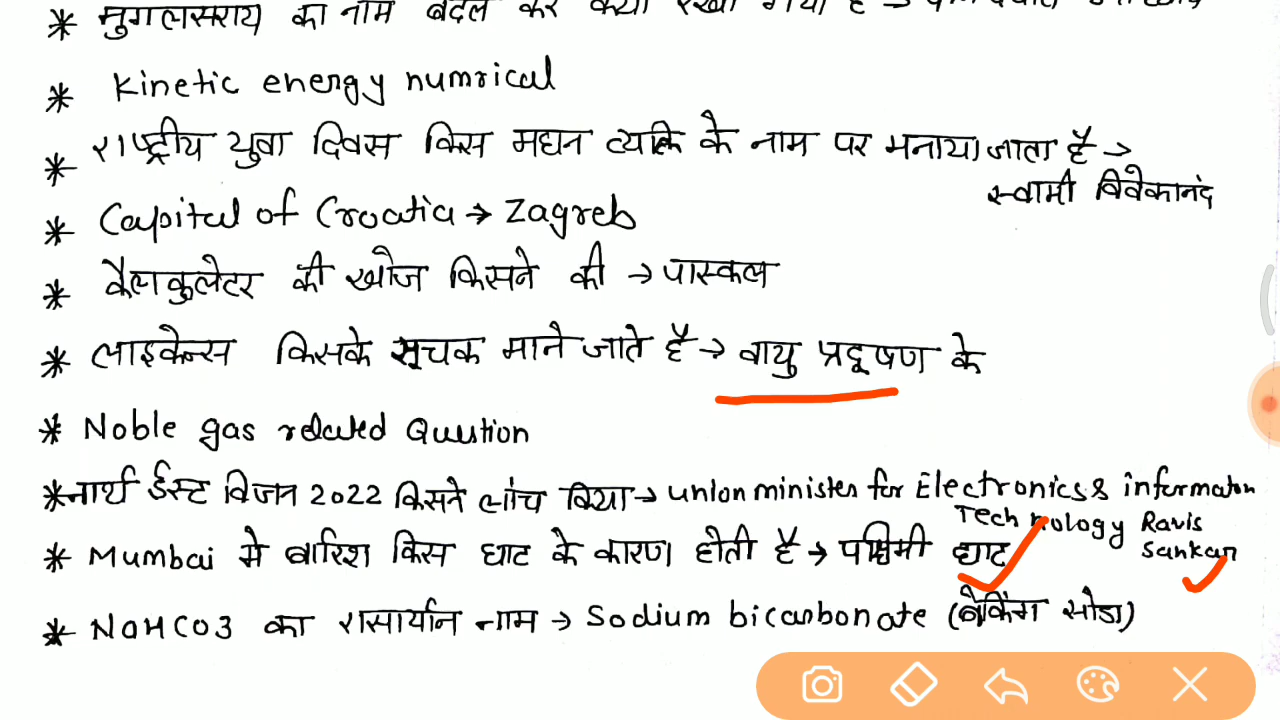 * मुगलसराय का नाम बदल कर क्या रखा गया है →
* Kinetic energy numrical
* राष्ट्रीय युवा दिवस किस महान व्यक्ति के नाम पर मनाया जाता है →
स्वामी विवेकानंद
* Capital of Croatia → Zagreb
* कैलकुलेटर की खोज किसने की → पास्कल
* लाइकेन्स किसके सूचक माने जाते है → वायु प्रदूषण के
* Noble gas related Question
* नार्थ ईस्ट विजन 2022 किसने लांच किया → union minister for Electronics & informaton
Technology Ravis
Sankar
* Mumbai मे बारिश किस घाट के कारण होती है → पश्चिमी घाट
* NaHCO3 का रासायनि नाम → Sodium bicarbonate (बेकिंग सोडा)